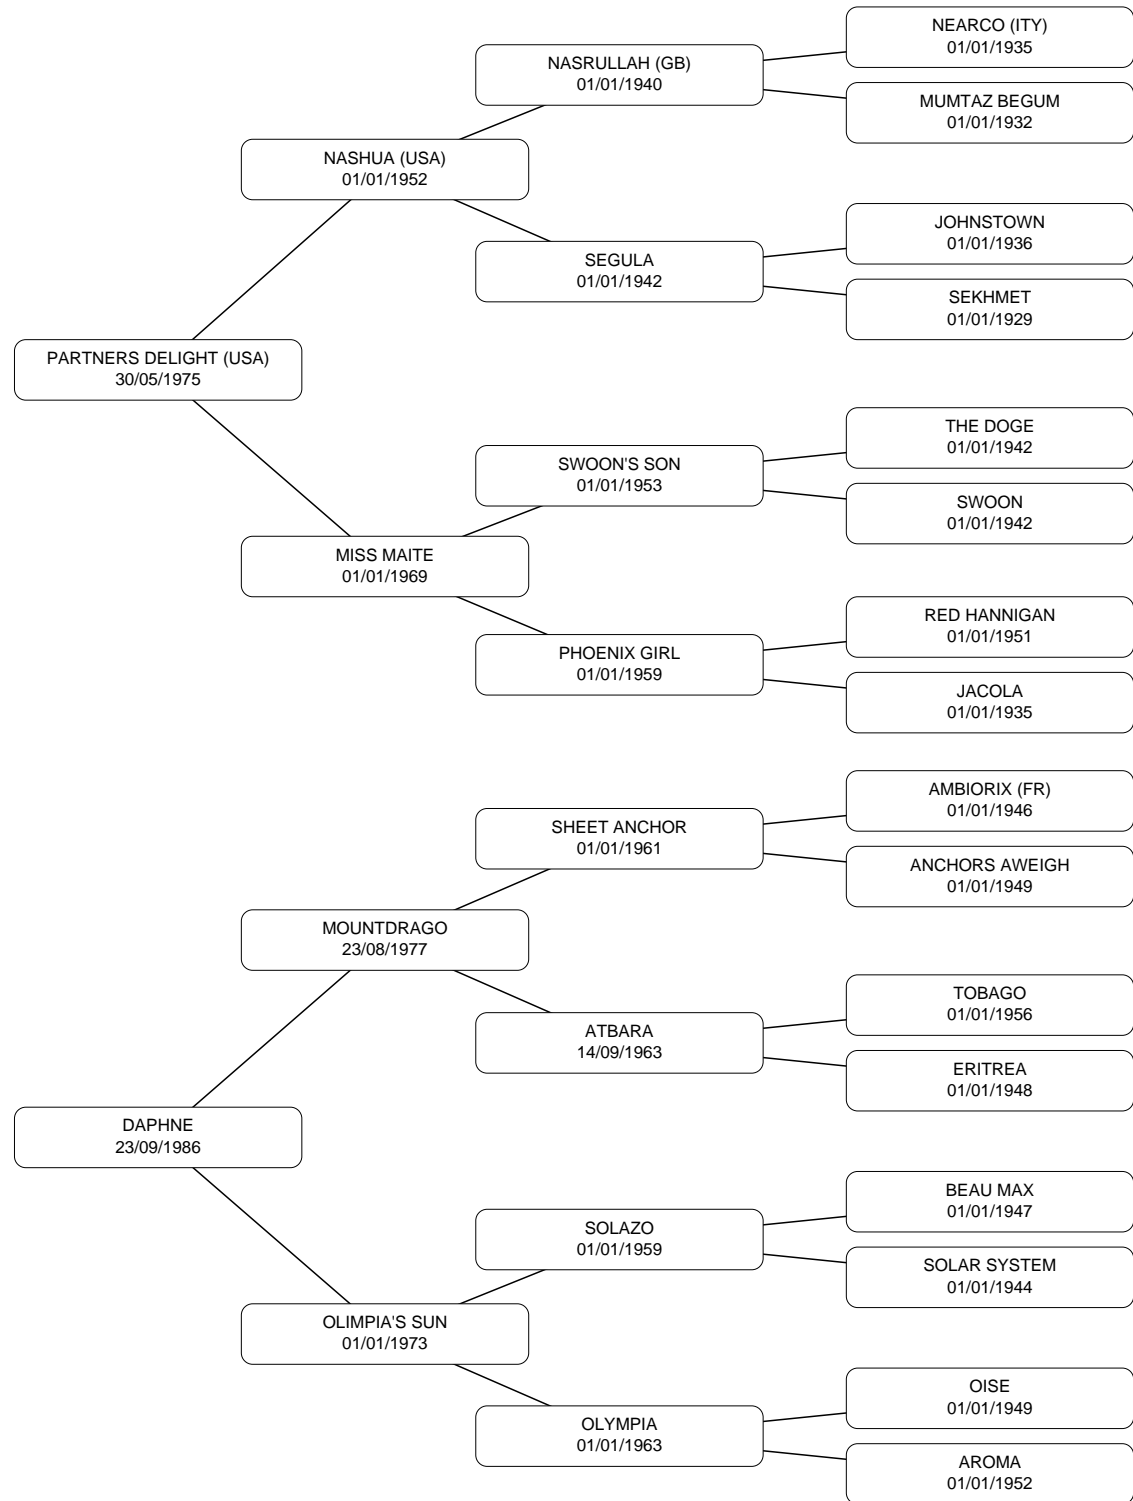 NEARCO (ITY)
01/01/1935
NASRULLAH (GB)
01/01/1940
MUMTAZ BEGUM
01/01/1932
NASHUA (USA)
01/01/1952
JOHNSTOWN
01/01/1936
SEGULA
01/01/1942
SEKHMET
01/01/1929
PARTNERS DELIGHT (USA)
30/05/1975
THE DOGE
01/01/1942
SWOON'S SON
01/01/1953
SWOON
01/01/1942
MISS MAITE
01/01/1969
RED HANNIGAN
01/01/1951
PHOENIX GIRL
01/01/1959
JACOLA
01/01/1935
AMBIORIX (FR)
01/01/1946
SHEET ANCHOR
01/01/1961
ANCHORS AWEIGH
01/01/1949
MOUNTDRAGO
23/08/1977
TOBAGO
01/01/1956
ATBARA
14/09/1963
ERITREA
01/01/1948
DAPHNE
23/09/1986
BEAU MAX
01/01/1947
SOLAZO
01/01/1959
SOLAR SYSTEM
01/01/1944
OLIMPIA'S SUN
01/01/1973
OISE
01/01/1949
OLYMPIA
01/01/1963
AROMA
01/01/1952